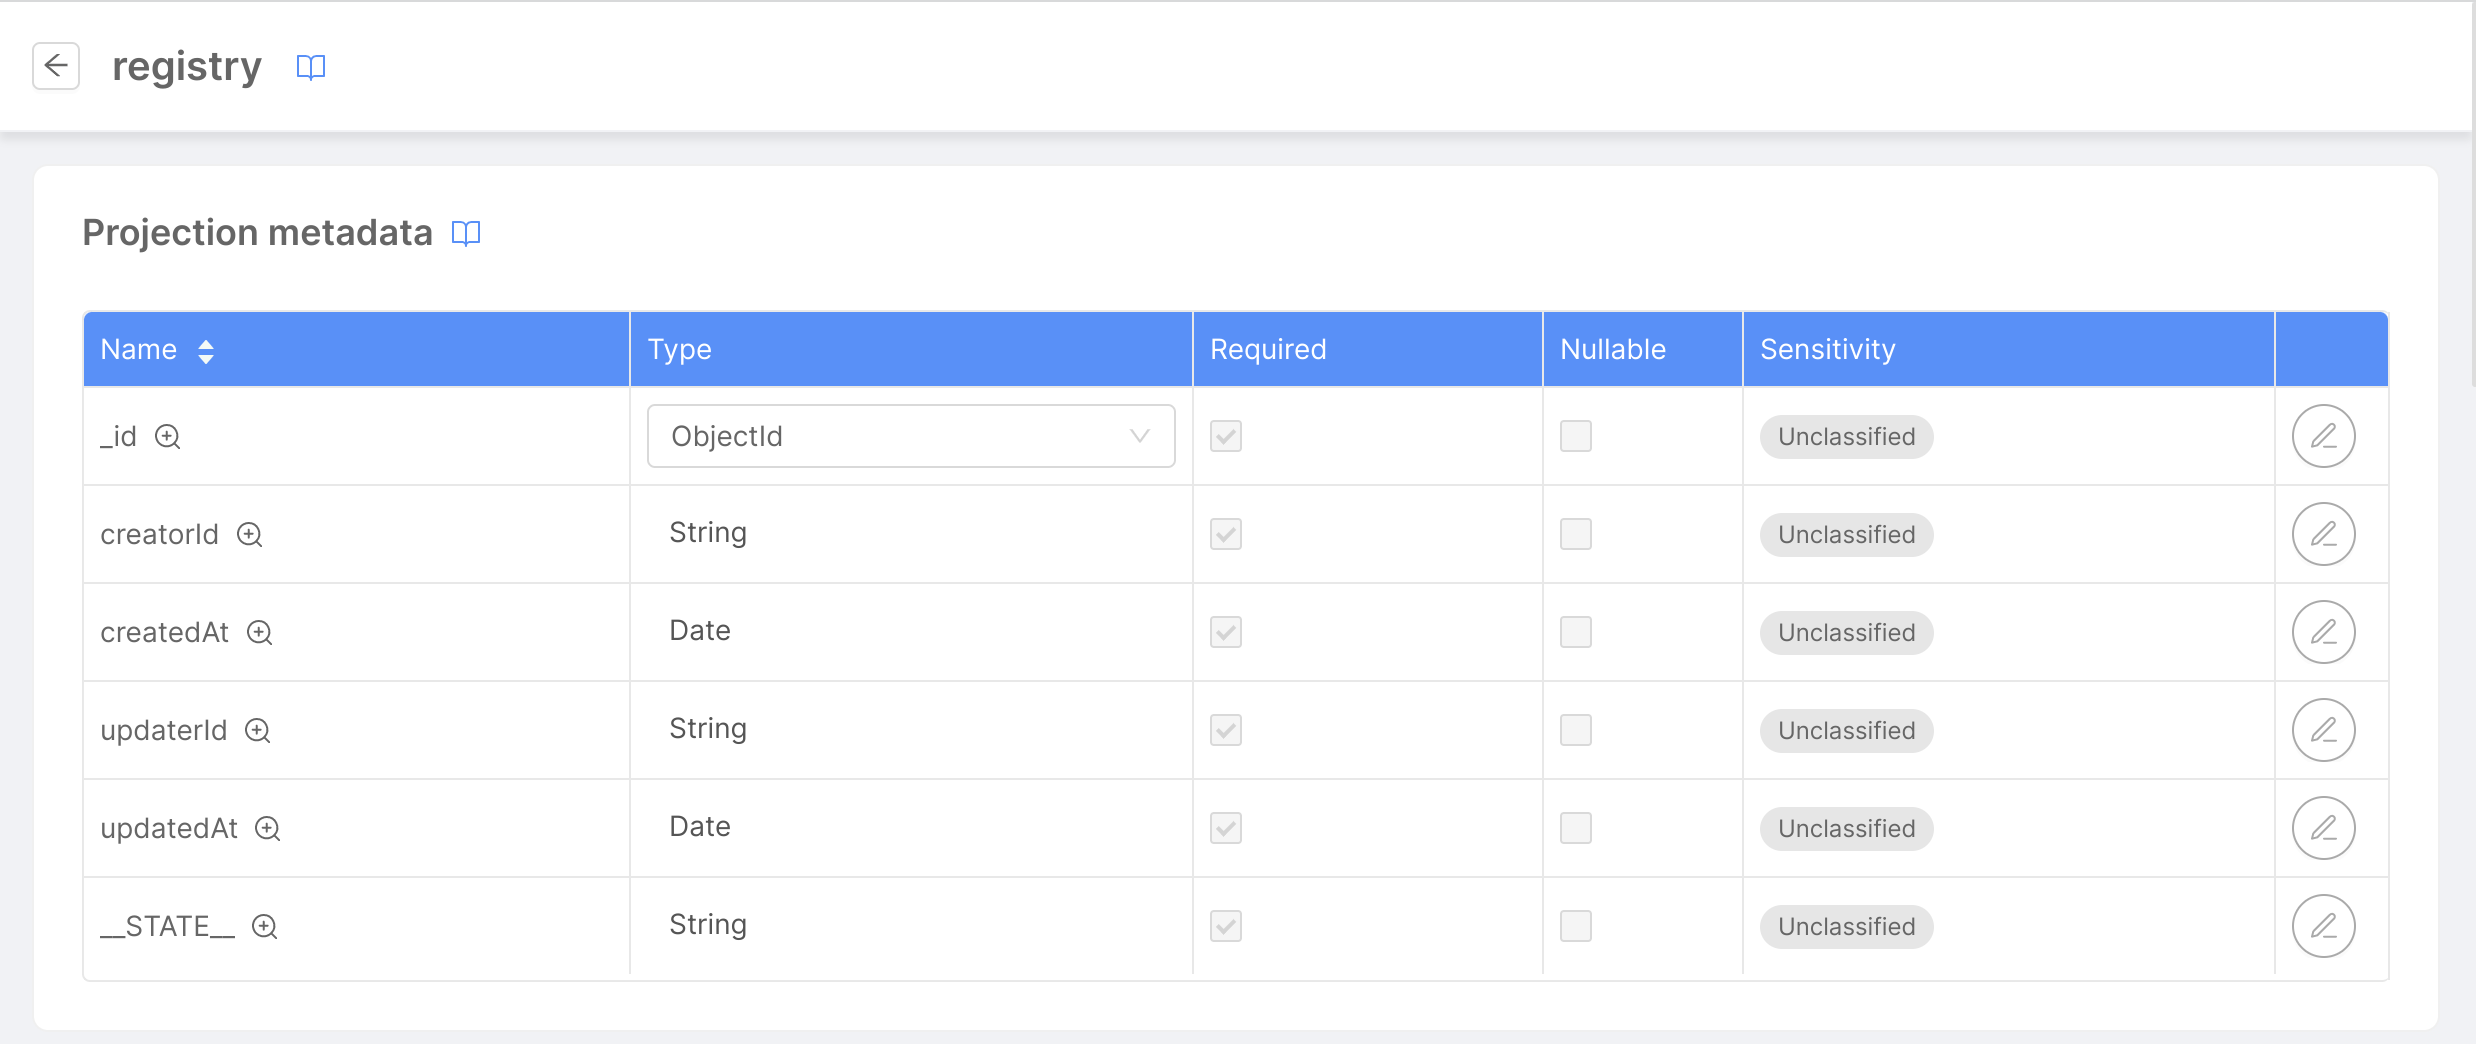 registry
Projection metadata
Name Type Required Nullable Sensitivity
_id ObjectId Unclassified
creatorId String Unclassified
createdAt Date Unclassified
updaterId String Unclassified
updatedAt Date Unclassified
__STATE__ String Unclassified